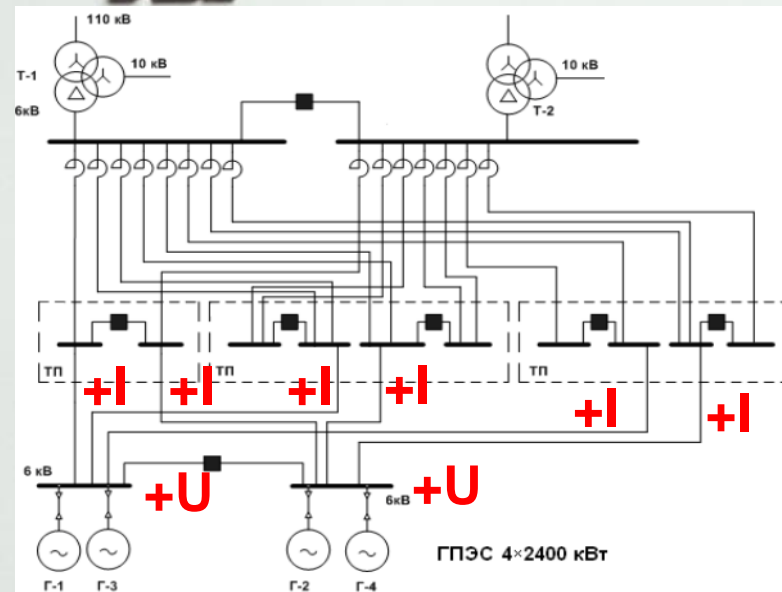 110 кВ
10 кВ
Т-1
6кВ
10 кВ
Т-2
ТП
ТП
ТП
+I
+I
+I
+I
+I
+I
6 кВ
+U
+U
6кВ
ГПЭС 4×2400 кВт
Г-1
Г-3
Г-2
Г-4